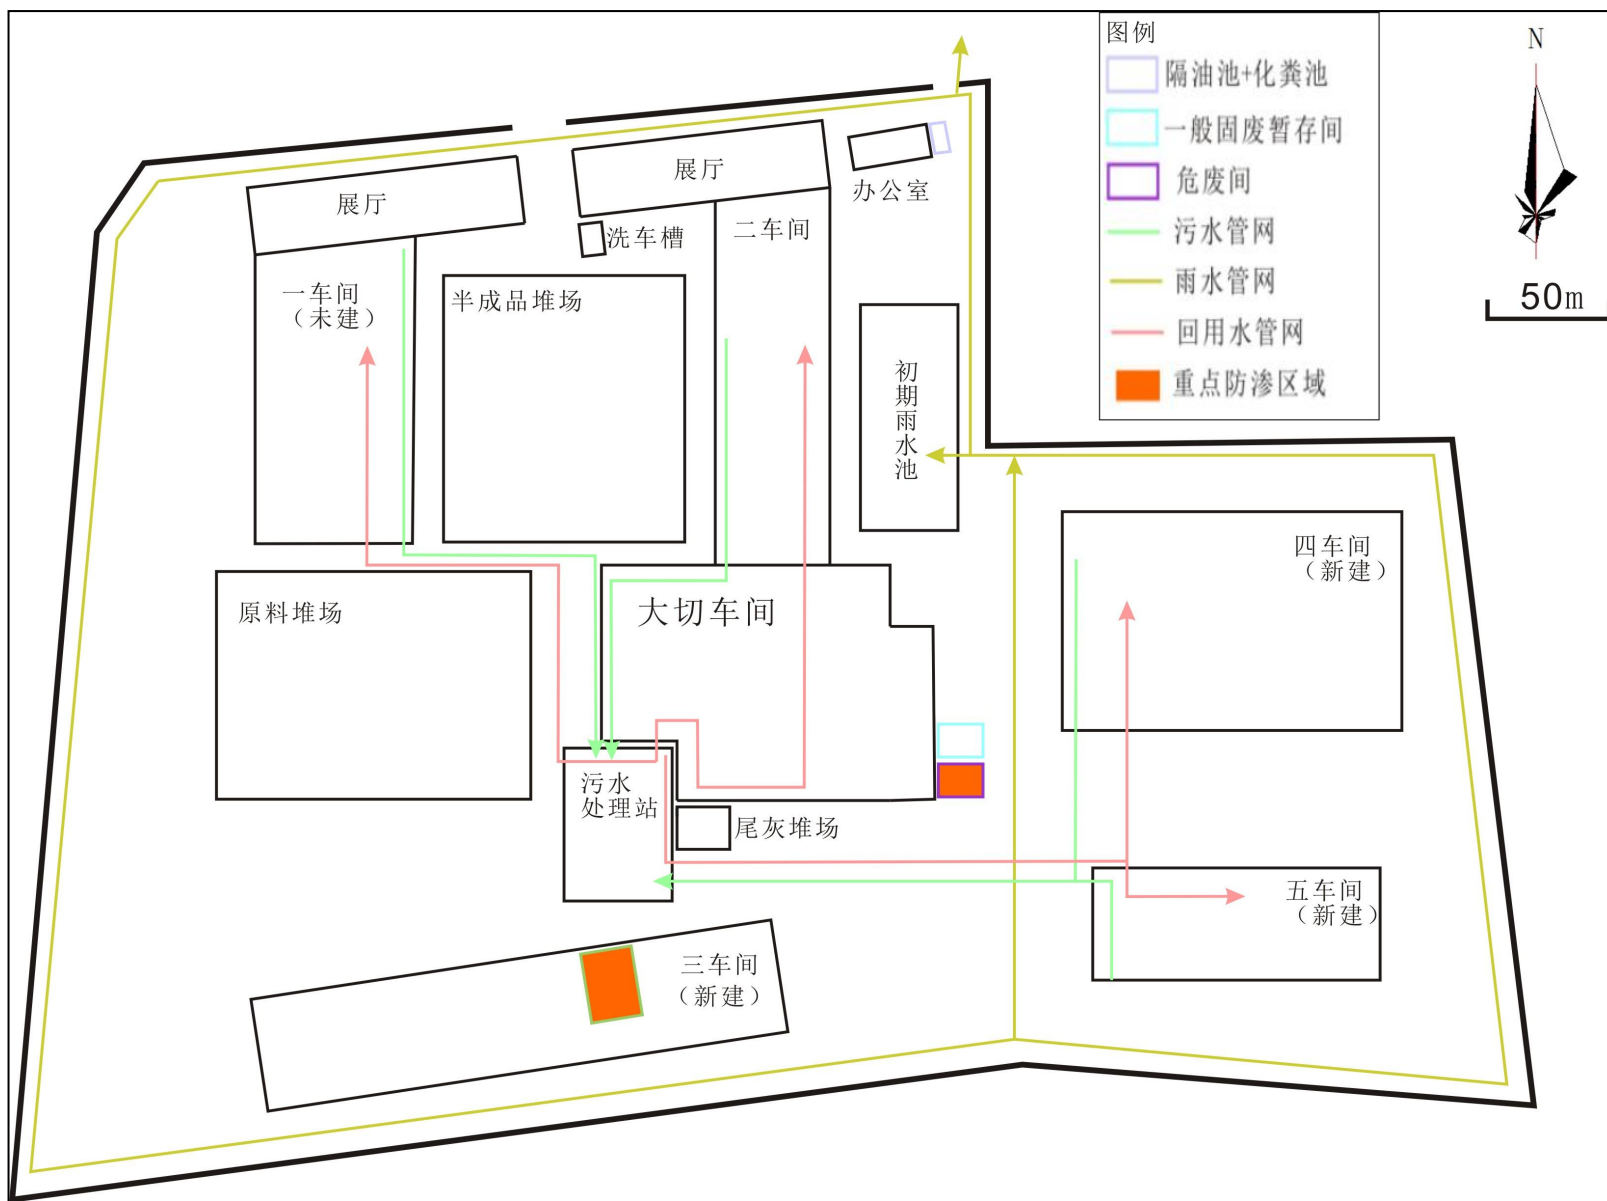 图例
隔油池+化粪池
一般固废暂存间
危废间
污水管网
雨水管网
回用水管网
重点防渗区域
N
50m
展厅
展厅
办公室
洗车槽
二车间
一车间
（未建）
半成品堆场
初期雨水池
四车间
（新建）
原料堆场
大切车间
污水
处理站
尾灰堆场
五车间
（新建）
三车间
（新建）